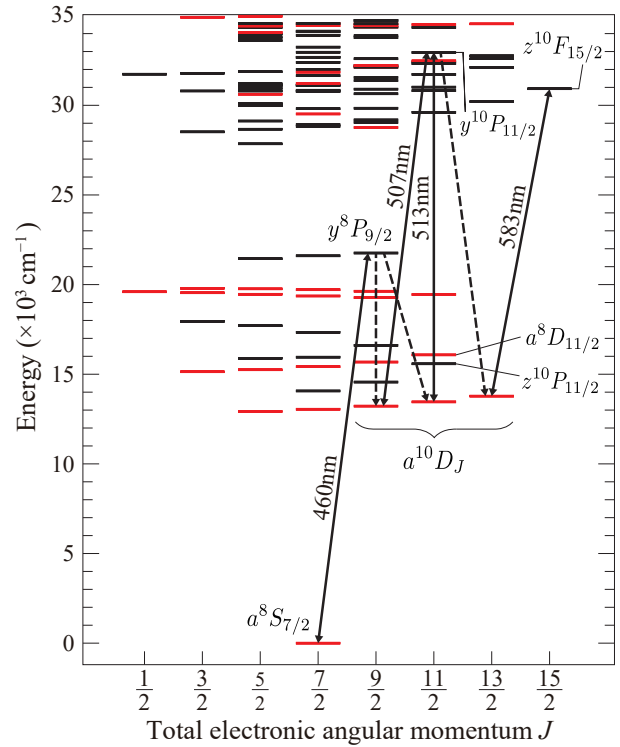 35
30
25
20
15
10
5
0
Energy (×10³ cm⁻¹)
z¹⁰F₁₅/₂
y¹⁰P₁₁/₂
507nm
513nm
583nm
y⁸P₉/₂
a⁸D₁₁/₂
z¹⁰P₁₁/₂
a¹⁰D_J
460nm
a⁸S₇/₂
1/2 3/2 5/2 7/2 9/2 11/2 13/2 15/2
Total electronic angular momentum J